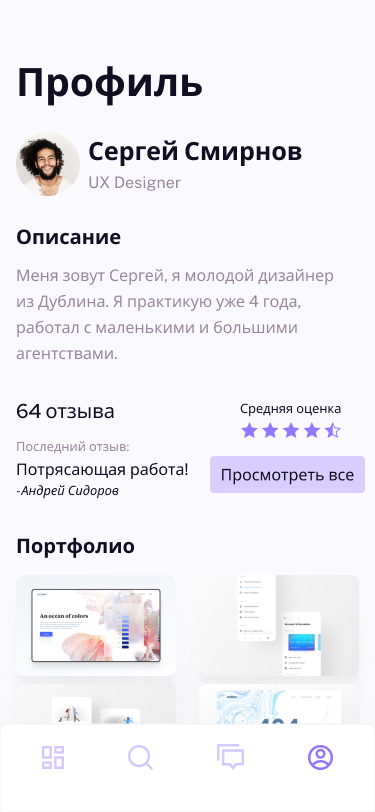 Профиль
Сергей Смирнов
UX Designer
Описание
Меня зовут Сергей, я молодой дизайнер
из Дублина. Я практикую уже 4 года,
работал с маленькими и большими
агентствами.
64 отзыва
Средняя оценка
Последний отзыв:
Потрясающая работа!
-Андрей Сидоров
Просмотреть все
Портфолио
An ocean of colors
Account information
404